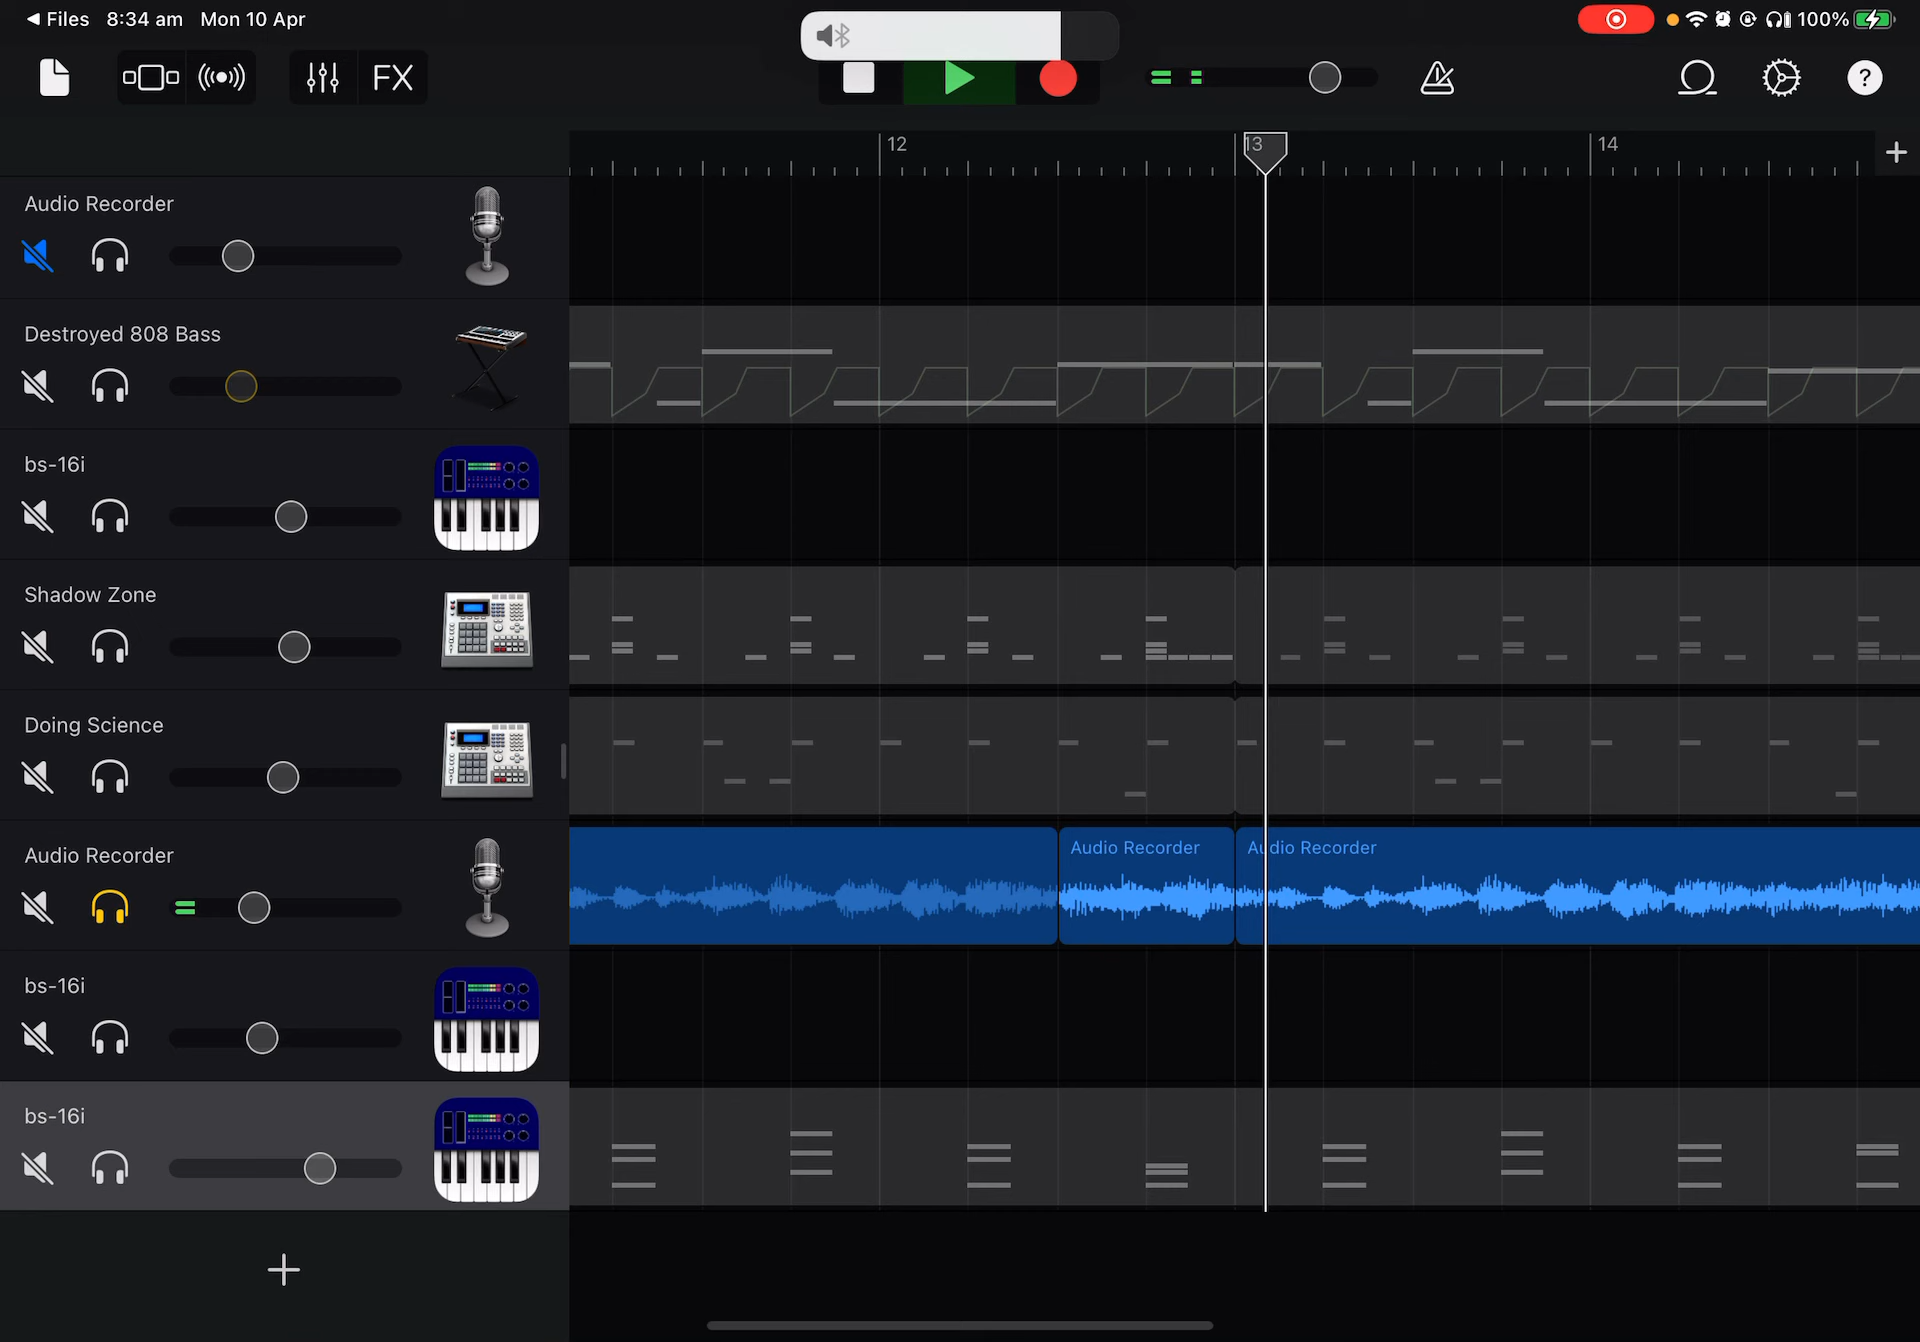 Files 8:34 am Mon 10 Apr
100%
FX
?
12
13
14
Audio Recorder
Destroyed 808 Bass
bs-16i
Shadow Zone
Doing Science
Audio Recorder
Audio Recorder
Audio Recorder
bs-16i
bs-16i